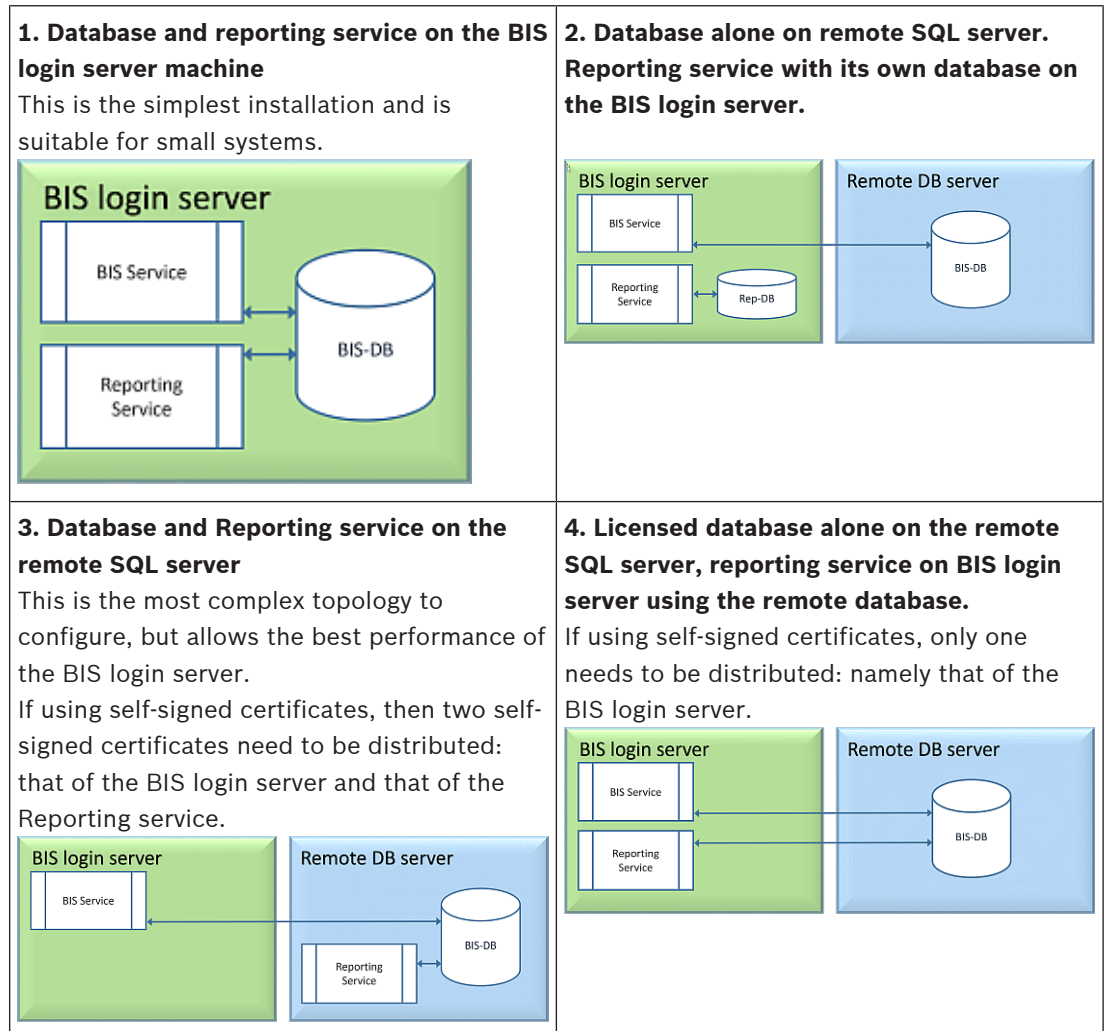 1. Database and reporting service on the BIS
login server machine
This is the simplest installation and is
suitable for small systems.
BIS login server
BIS Service
Reporting
Service
BIS-DB
2. Database alone on remote SQL server.
Reporting service with its own database on
the BIS login server.
BIS login server
BIS Service
Reporting
Service
Rep-DB
Remote DB server
BIS-DB
3. Database and Reporting service on the
remote SQL server
This is the most complex topology to
configure, but allows the best performance of
the BIS login server.
If using self-signed certificates, then two self-
signed certificates need to be distributed:
that of the BIS login server and that of the
Reporting service.
BIS login server
BIS Service
Remote DB server
BIS-DB
Reporting
Service
4. Licensed database alone on the remote
SQL server, reporting service on BIS login
server using the remote database.
If using self-signed certificates, only one
needs to be distributed: namely that of the
BIS login server.
BIS login server
BIS Service
Reporting
Service
Remote DB server
BIS-DB